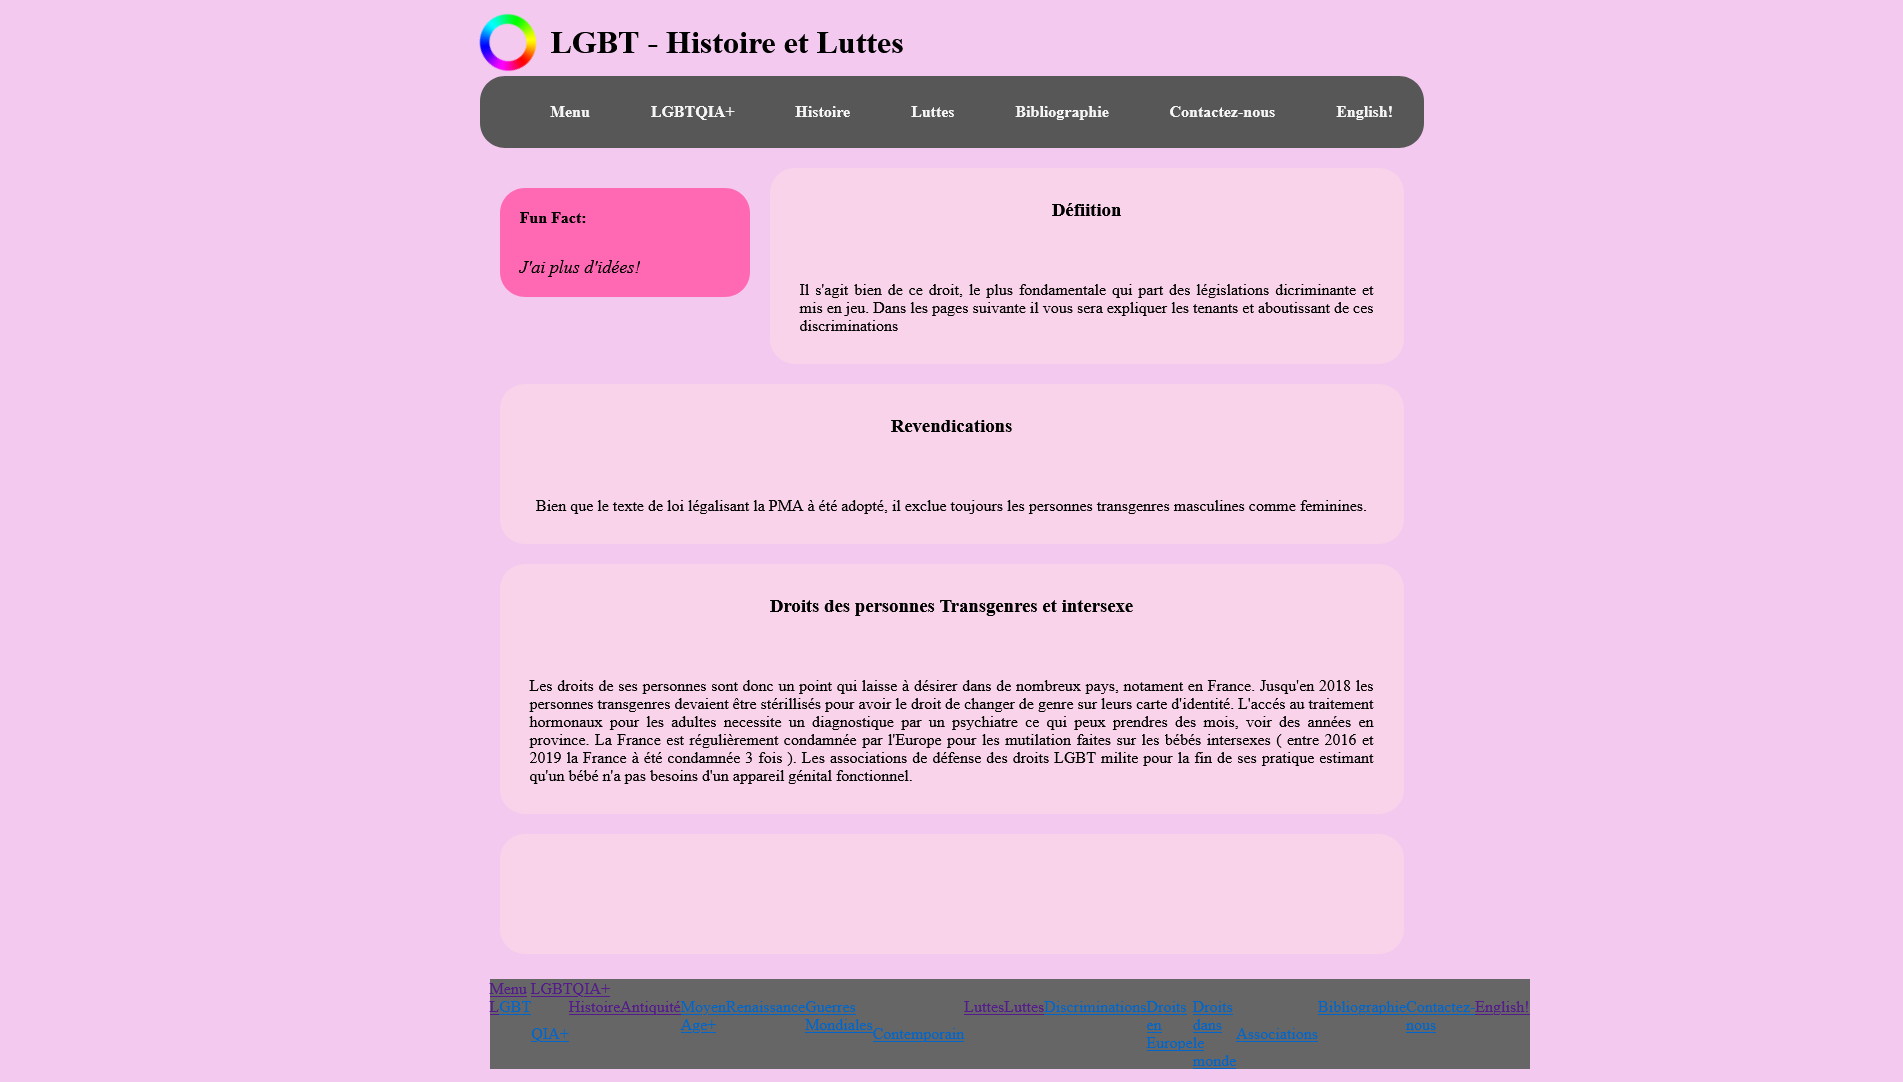 LGBT - Histoire et Luttes
Menu LGBTQIA+ Histoire Luttes Bibliographie Contactez-nous English!
Fun Fact:
J'ai plus d'idées!
Défiition
Il s'agit bien de ce droit, le plus fondamentale qui part des législations dicriminante et
mis en jeu. Dans les pages suivante il vous sera expliquer les tenants et aboutissant de ces
discriminations
Revendications
Bien que le texte de loi légalisant la PMA à été adopté, il exclue toujours les personnes transgenres masculines comme feminines.
Droits des personnes Transgenres et intersexe
Les droits de ses personnes sont donc un point qui laisse à désirer dans de nombreux pays, notament en France. Jusqu'en 2018 les
personnes transgenres devaient être stérillisés pour avoir le droit de changer de genre sur leurs carte d'identité. L'accés au traitement
hormonaux pour les adultes necessite un diagnostique par un psychiatre ce qui peux prendres des mois, voir des années en
province. La France est régulièrement condamnée par l'Europe pour les mutilation faites sur les bébés intersexes ( entre 2016 et
2019 la France à été condamnée 3 fois ). Les associations de défense des droits LGBT milite pour la fin de ses pratique estimant
qu'un bébé n'a pas besoins d'un appareil génital fonctionnel.
Menu LGBTQIA+
LGBT
QIA+
Histoire
Antiquité
Moyen
Age+
Renaissance
Guerres
Mondiales
Contemporain
Luttes
Luttes
Discriminations
Droits
en
Europe
Droits
dans
le
monde
Associations
Bibliographie
Contactez-
nous
English!